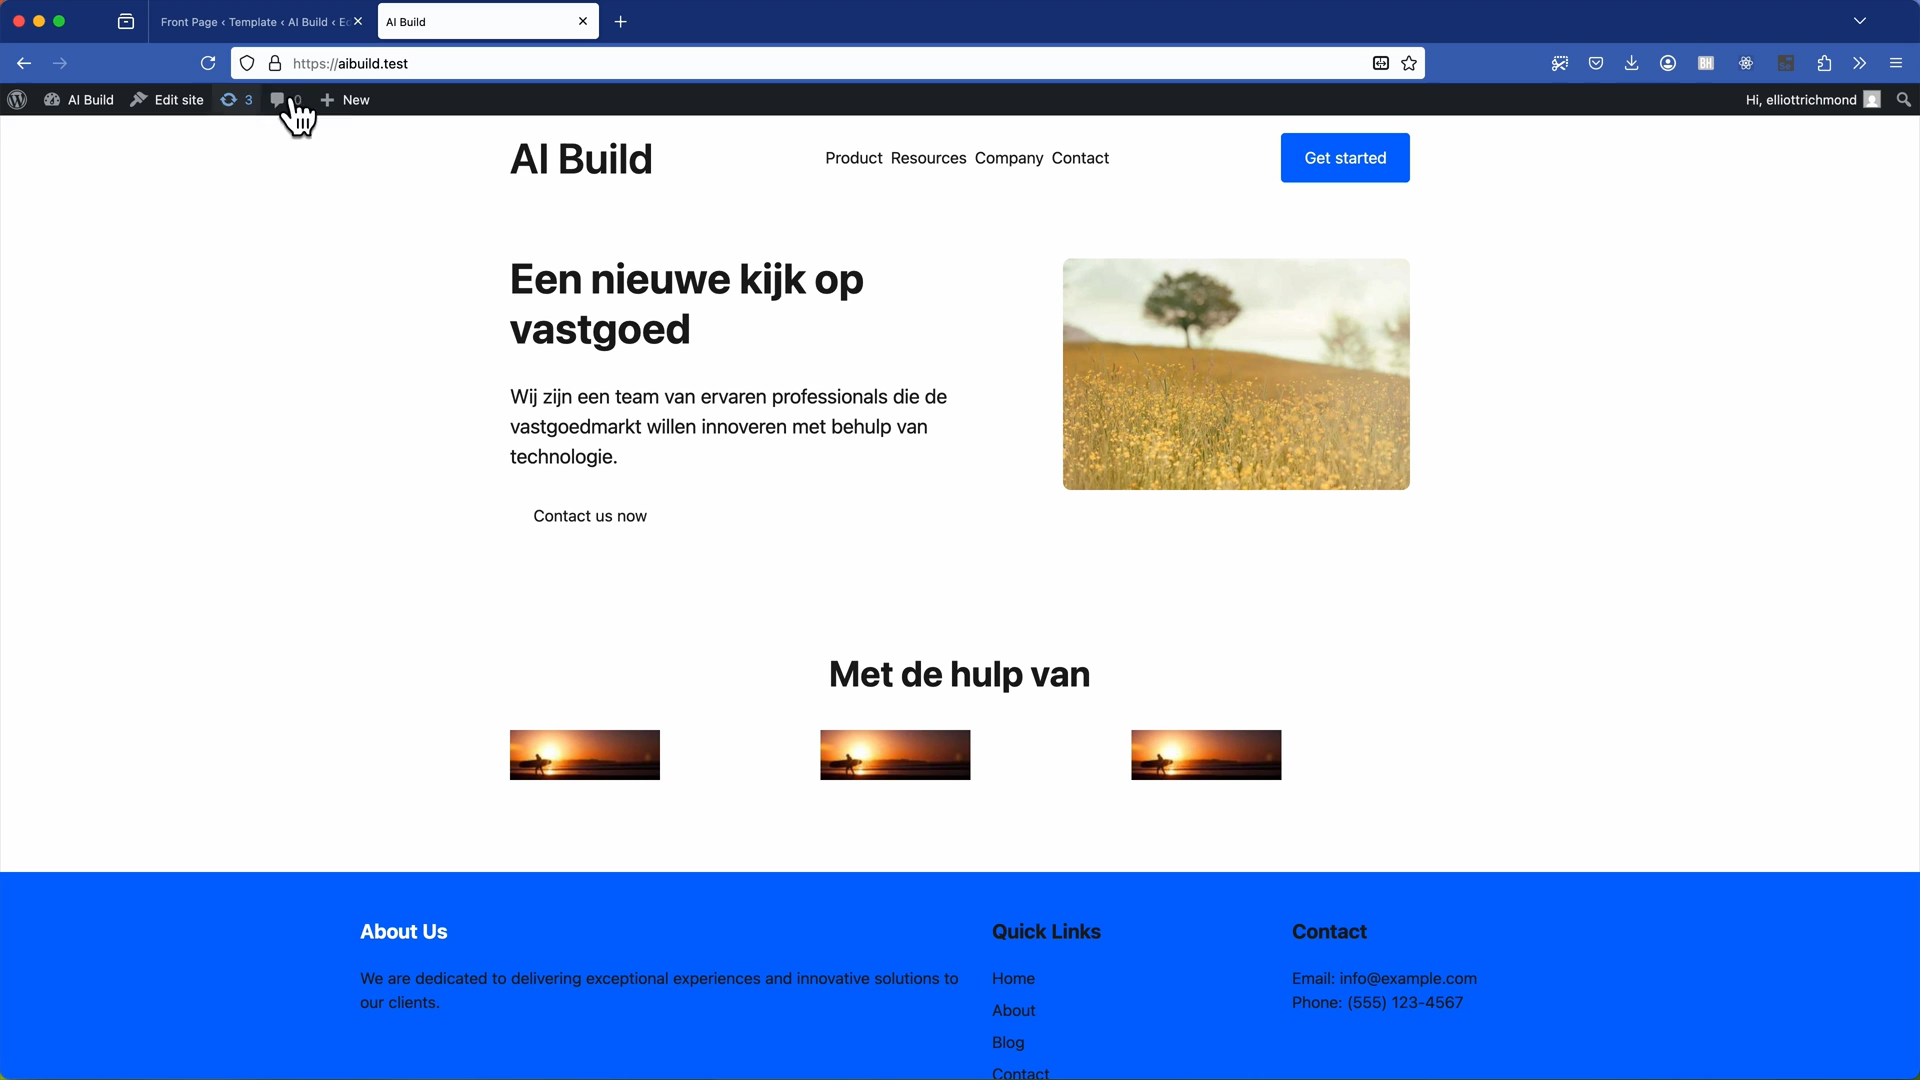 Front Page ‹ Template ‹ AI Build ‹ Ec
AI Build
https://aibuild.test
AI Build
Edit site
3
0
New
Hi, elliottrichmond
AI Build
Product Resources Company Contact
Get started
Een nieuwe kijk op
vastgoed
Wij zijn een team van ervaren professionals die de
vastgoedmarkt willen innoveren met behulp van
technologie.
Contact us now
Met de hulp van
About Us
We are dedicated to delivering exceptional experiences and innovative solutions to
our clients.
Quick Links
Home
About
Blog
Contact
Contact
Email: info@example.com
Phone: (555) 123-4567